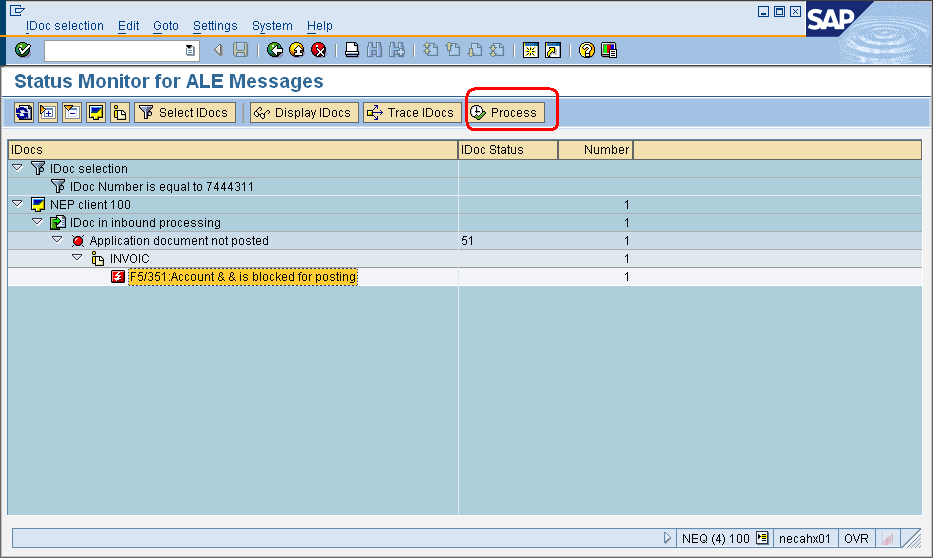 IDoc selection Edit Goto Settings System Help
SAP
Status Monitor for ALE Messages
Select IDocs Display IDocs Trace IDocs Process
IDocs IDoc Status Number
IDoc selection
IDoc Number is equal to 7444311
NEP client 100 1
IDoc in inbound processing 1
Application document not posted 51 1
INVOIC 1
F5/351:Account & & is blocked for posting 1
NEQ (4) 100 necahx01 OVR